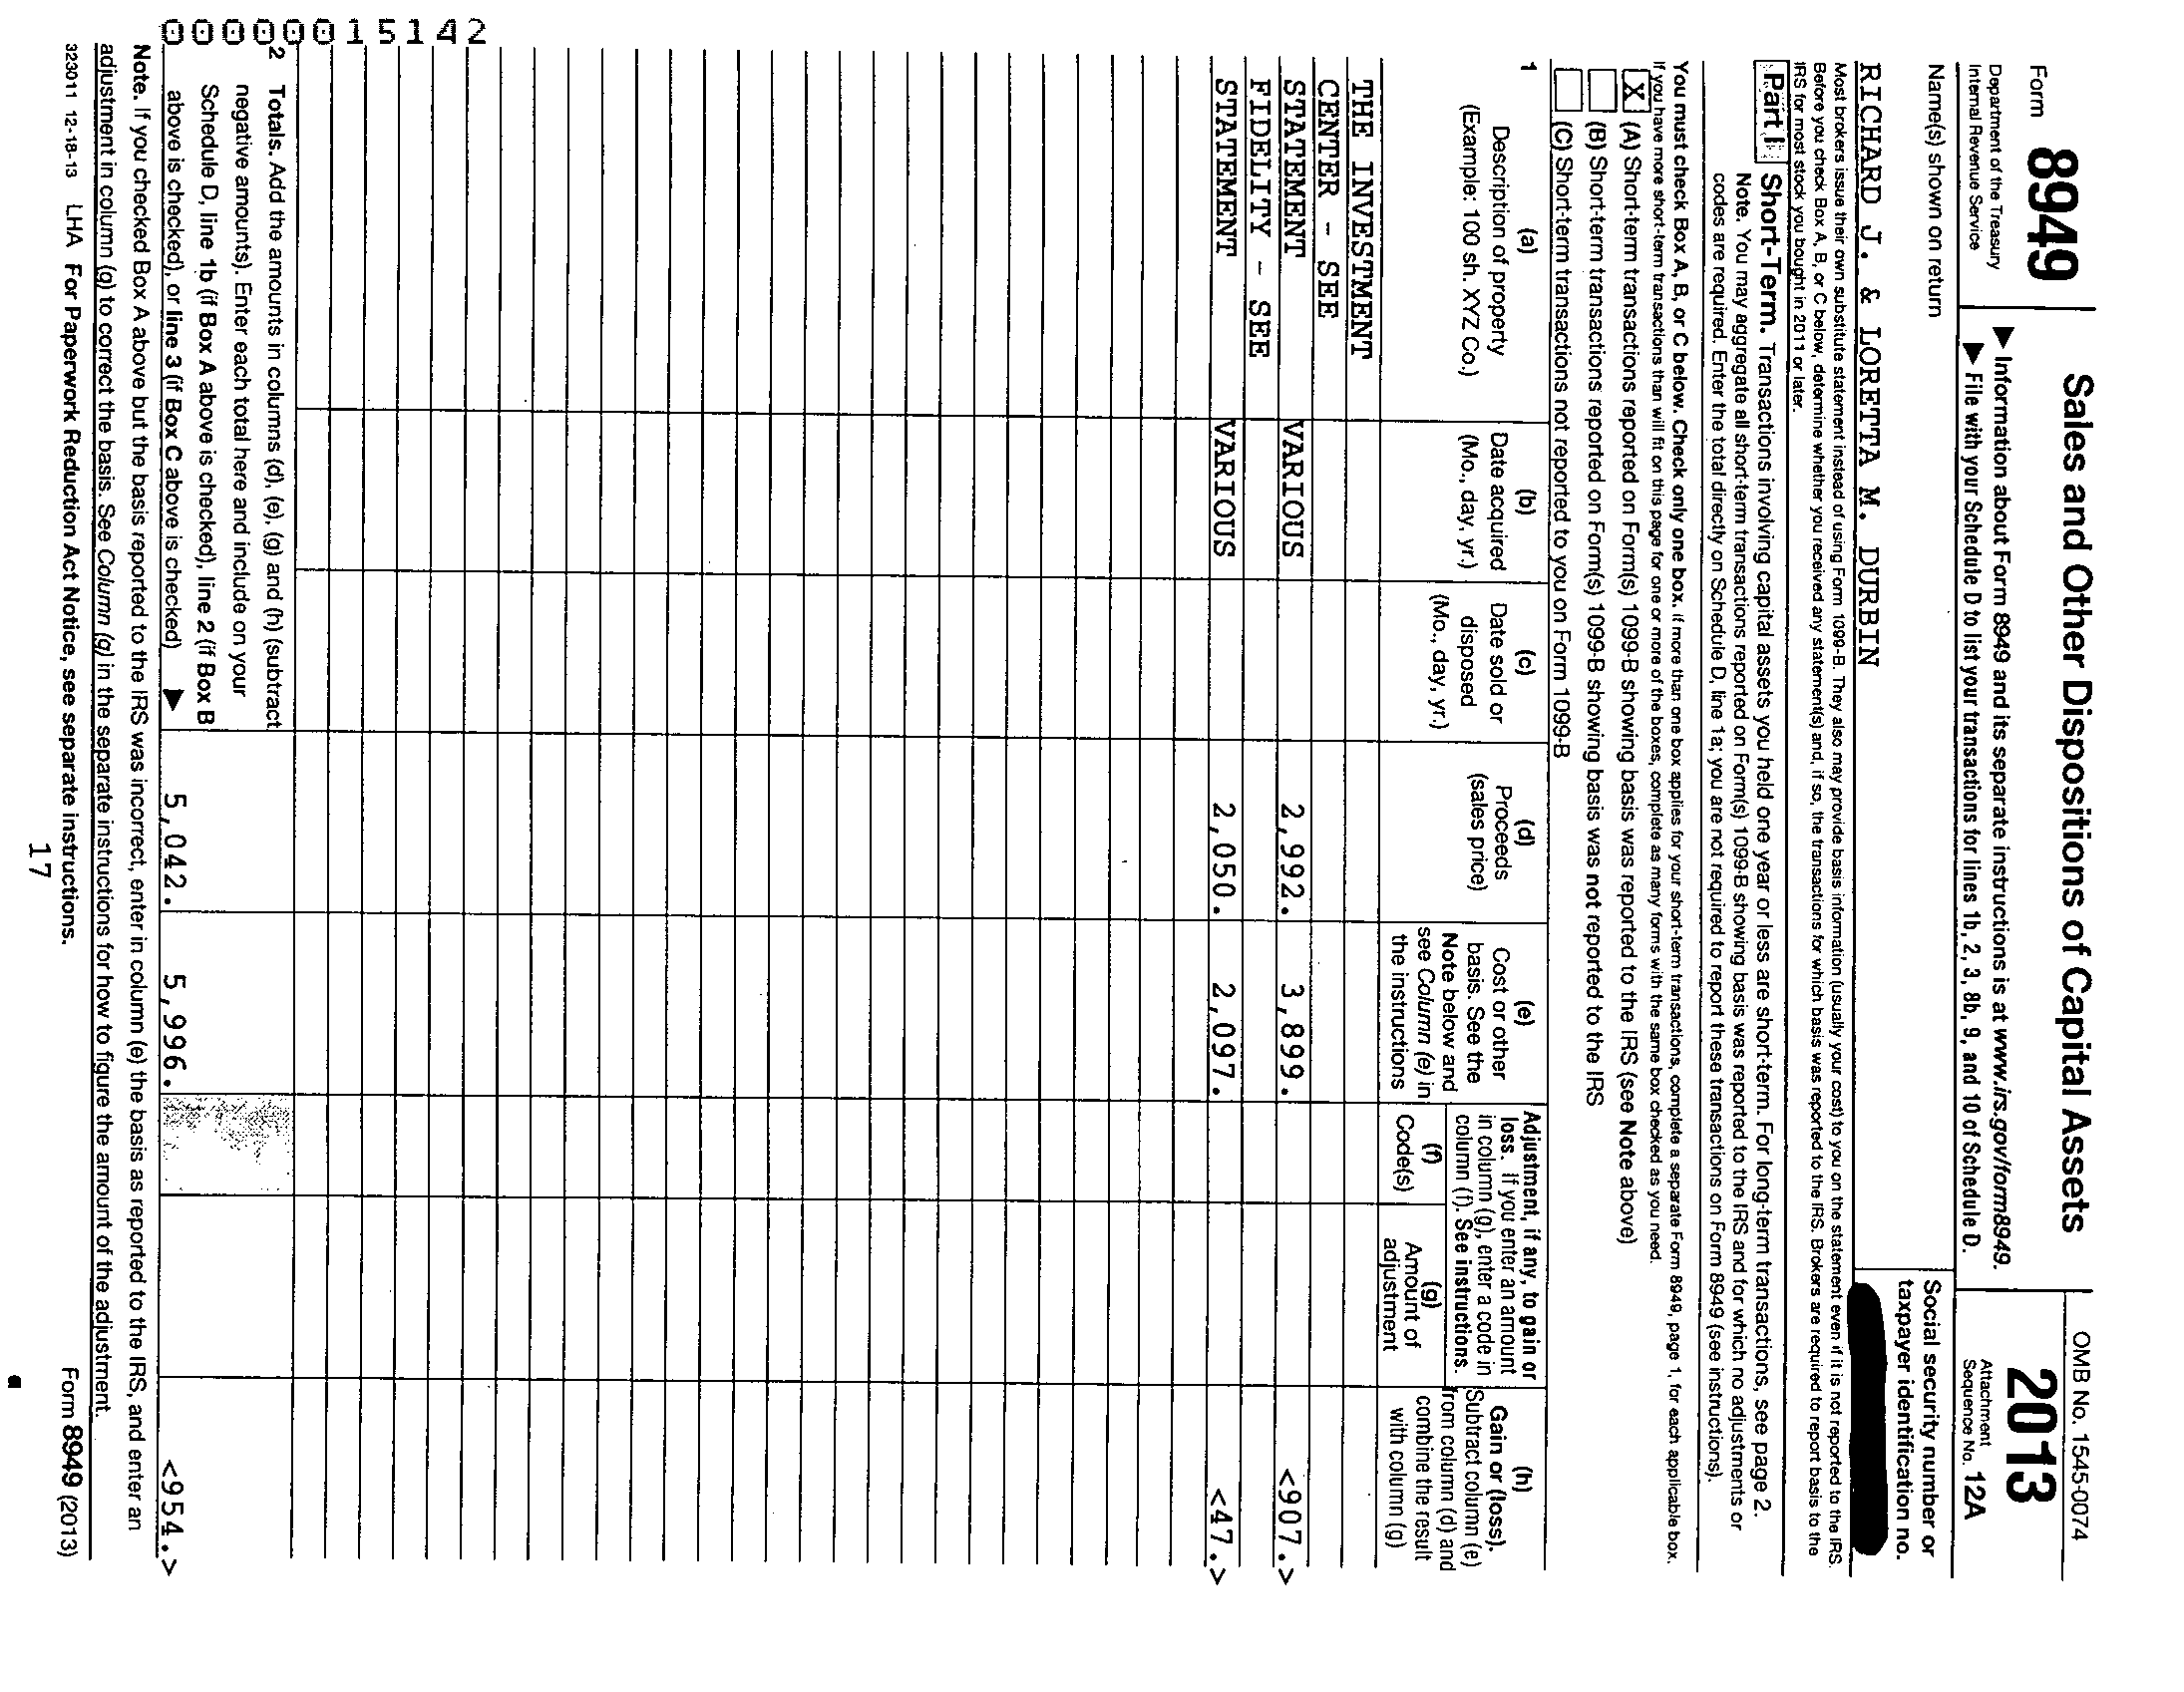 Form 8949
Department of the Treasury
Internal Revenue Service
Sales and Other Dispositions of Capital Assets
▶ Information about Form 8949 and its separate instructions is at www.irs.gov/form8949.
▶ File with your Schedule D to list your transactions for lines 1b, 2, 3, 8b, 9, and 10 of Schedule D.
OMB No. 1545-0074
2013
Attachment
Sequence No. 12A
Name(s) shown on return
Social security number or
taxpayer identification no.
RICHARD J. & LORETTA M. DURBIN
Most brokers issue their own substitute statement instead of using Form 1099-B. They also may provide basis information (usually your cost) to you on the statement even if it is not reported to the IRS.
Before you check Box A, B, or C below, determine whether you received any statement(s) and, if so, the transactions for which basis was reported to the IRS. Brokers are required to report basis to the
IRS for most stock you bought in 2011 or later.
Part I Short-Term. Transactions involving capital assets you held one year or less are short-term. For long-term transactions, see page 2.
Note. You may aggregate all short-term transactions reported on Form(s) 1099-B showing basis was reported to the IRS and for which no adjustments or
codes are required. Enter the total directly on Schedule D, line 1a; you are not required to report these transactions on Form 8949 (see instructions).
You must check Box A, B, or C below. Check only one box. If more than one box applies for your short-term transactions, complete a separate Form 8949, page 1, for each applicable box.
If you have more short-term transactions than will fit on this page for one or more of the boxes, complete as many forms with the same box checked as you need.
X (A) Short-term transactions reported on Form(s) 1099-B showing basis was reported to the IRS (see Note above)
(B) Short-term transactions reported on Form(s) 1099-B showing basis was not reported to the IRS
(C) Short-term transactions not reported to you on Form 1099-B
1
(a)
Description of property
(Example: 100 sh. XYZ Co.)
(b)
Date acquired
(Mo., day, yr.)
(c)
Date sold or
disposed
(Mo., day, yr.)
(d)
Proceeds
(sales price)
(e)
Cost or other
basis. See the
Note below and
see Column (e) in
the instructions
Adjustment, if any, to gain or
loss. If you enter an amount
in column (g), enter a code in
column (f). See instructions.
(f)
Code(s)
(g)
Amount of
adjustment
(h)
Gain or (loss).
Subtract column (e)
from column (d) and
combine the result
with column (g)
THE INVESTMENT
CENTER - SEE
STATEMENT VARIOUS 2,992. 3,899. <907.>
FIDELITY - SEE
STATEMENT VARIOUS 2,050. 2,097. <47.>
2 Totals. Add the amounts in columns (d), (e), (g) and (h) (subtract
negative amounts). Enter each total here and include on your
Schedule D, line 1b (if Box A above is checked), line 2 (if Box B
above is checked), or line 3 (if Box C above is checked) ▶ 5,042. 5,996. <954.>
Note. If you checked Box A above but the basis reported to the IRS was incorrect, enter in column (e) the basis as reported to the IRS, and enter an
adjustment in column (g) to correct the basis. See Column (g) in the separate instructions for how to figure the amount of the adjustment.
323011 12-18-13 LHA For Paperwork Reduction Act Notice, see separate instructions.
Form 8949 (2013)
17
00000015142